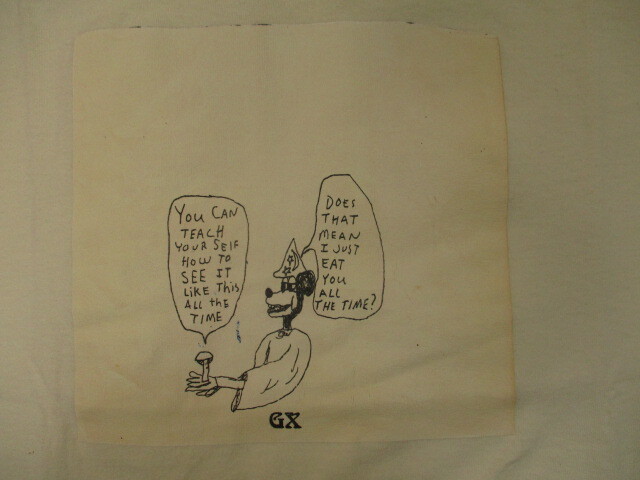 YOU CAN
TEACH
YOUR SElF
HOW TO
SEE IT
LIKE THis
All the
TIME
DOES
THAT
MEAN
I JUST
EAT
YOU
ALL
THE TIME?
GX